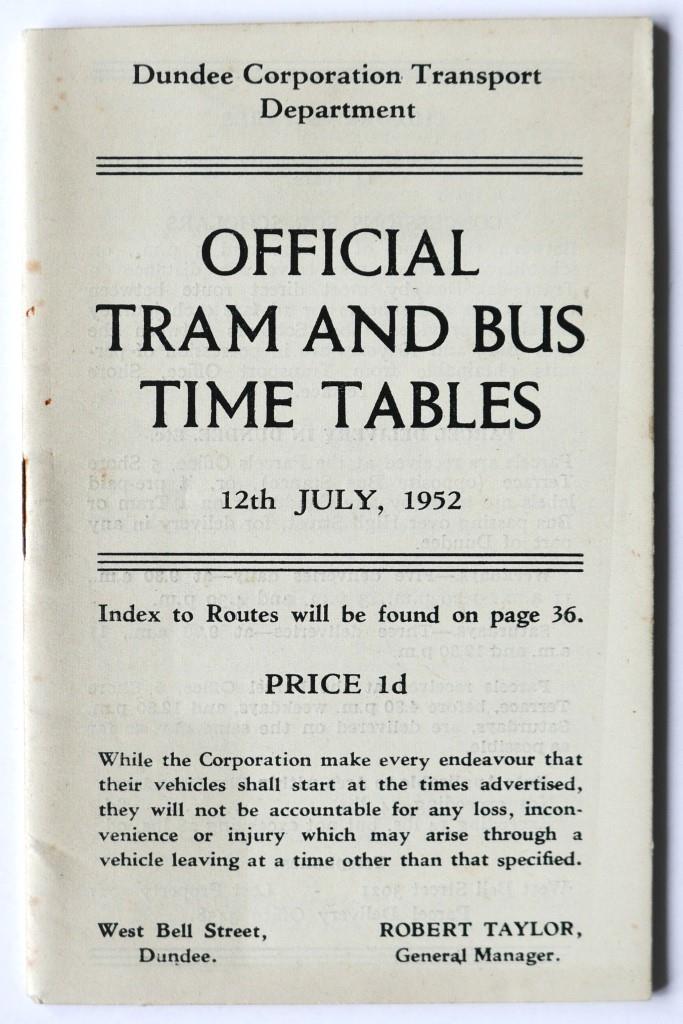 Dundee Corporation Transport
Department
OFFICIAL
TRAM AND BUS
TIME TABLES
12th JULY, 1952
Index to Routes will be found on page 36.
PRICE 1d
While the Corporation make every endeavour that
their vehicles shall start at the times advertised,
they will not be accountable for any loss, incon-
venience or injury which may arise through a
vehicle leaving at a time other than that specified.
West Bell Street,
Dundee.
ROBERT TAYLOR,
General Manager.